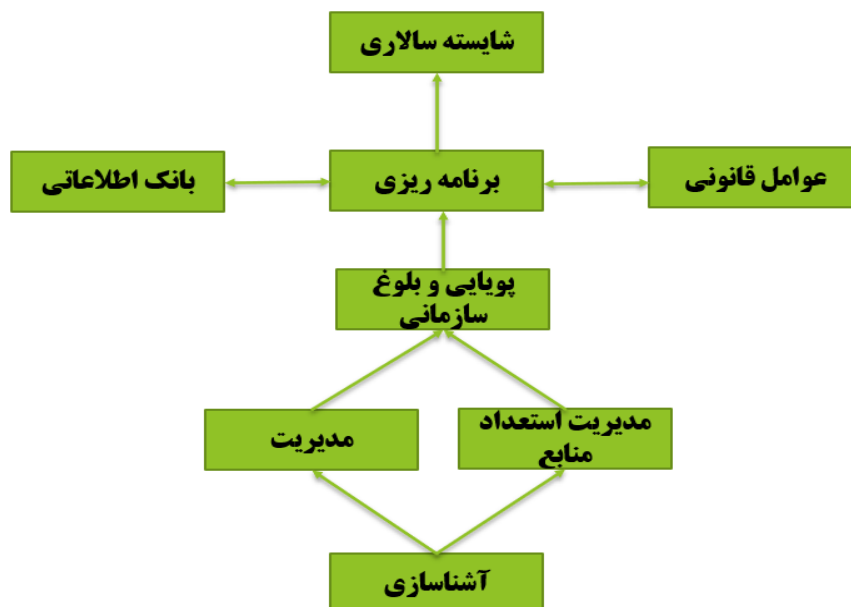 شایسته سالاری
عوامل قانونی
برنامه ریزی
بانک اطلاعاتی
پویایی و بلوغ
سازمانی
مدیریت استعداد
منابع
مدیریت
آشناسازی